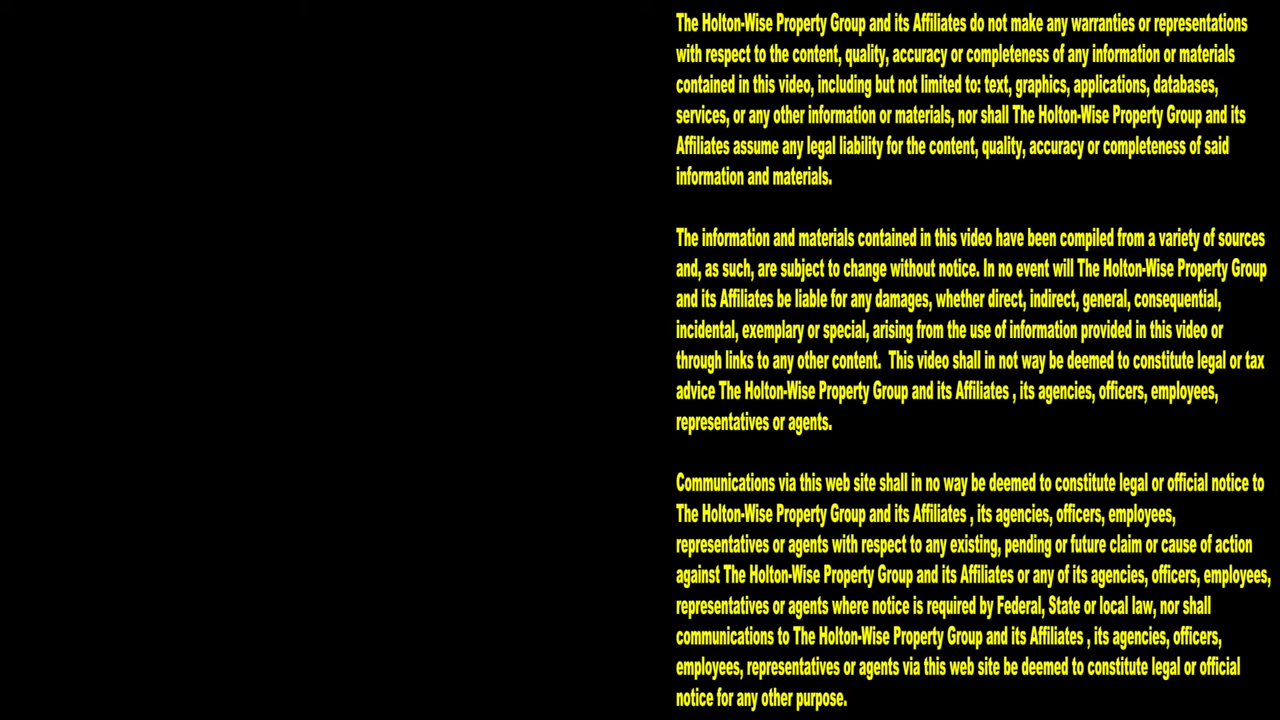 The Holton-Wise Property Group and its Affiliates do not make any warranties or representations
with respect to the content, quality, accuracy or completeness of any information or materials
contained in this video, including but not limited to: text, graphics, applications, databases,
services, or any other information or materials, nor shall The Holton-Wise Property Group and its
Affiliates assume any legal liability for the content, quality, accuracy or completeness of said
information and materials.
The information and materials contained in this video have been compiled from a variety of sources
and, as such, are subject to change without notice. In no event will The Holton-Wise Property Group
and its Affiliates be liable for any damages, whether direct, indirect, general, consequential,
incidental, exemplary or special, arising from the use of information provided in this video or
through links to any other content.  This video shall in not way be deemed to constitute legal or tax
advice The Holton-Wise Property Group and its Affiliates , its agencies, officers, employees,
representatives or agents.
Communications via this web site shall in no way be deemed to constitute legal or official notice to
The Holton-Wise Property Group and its Affiliates , its agencies, officers, employees,
representatives or agents with respect to any existing, pending or future claim or cause of action
against The Holton-Wise Property Group and its Affiliates or any of its agencies, officers, employees,
representatives or agents where notice is required by Federal, State or local law, nor shall
communications to The Holton-Wise Property Group and its Affiliates , its agencies, officers,
employees, representatives or agents via this web site be deemed to constitute legal or official
notice for any other purpose.